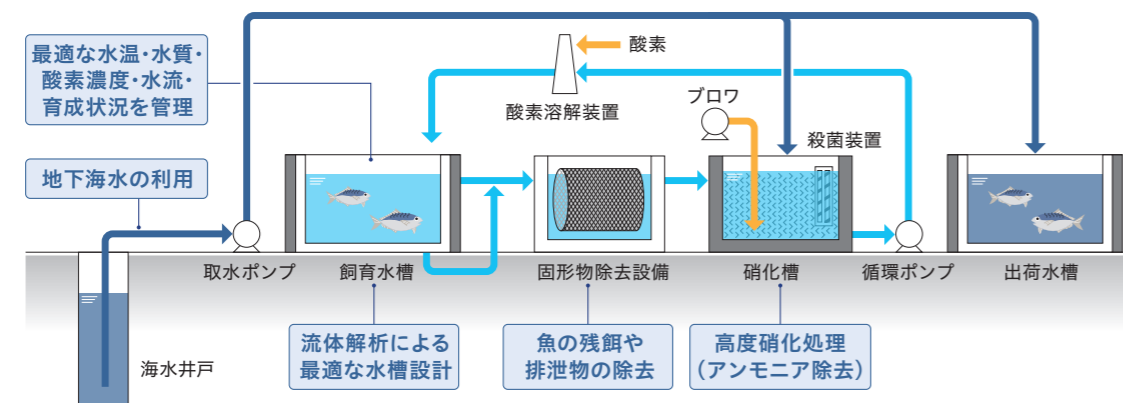 最適な水温・水質・
酸素濃度・水流・
育成状況を管理
酸素
酸素溶解装置
ブロワ
殺菌装置
地下海水の利用
取水ポンプ
飼育水槽
固形物除去設備
硝化槽
循環ポンプ
出荷水槽
流体解析による
最適な水槽設計
魚の残餌や
排泄物の除去
高度硝化処理
(アンモニア除去)
海水井戸